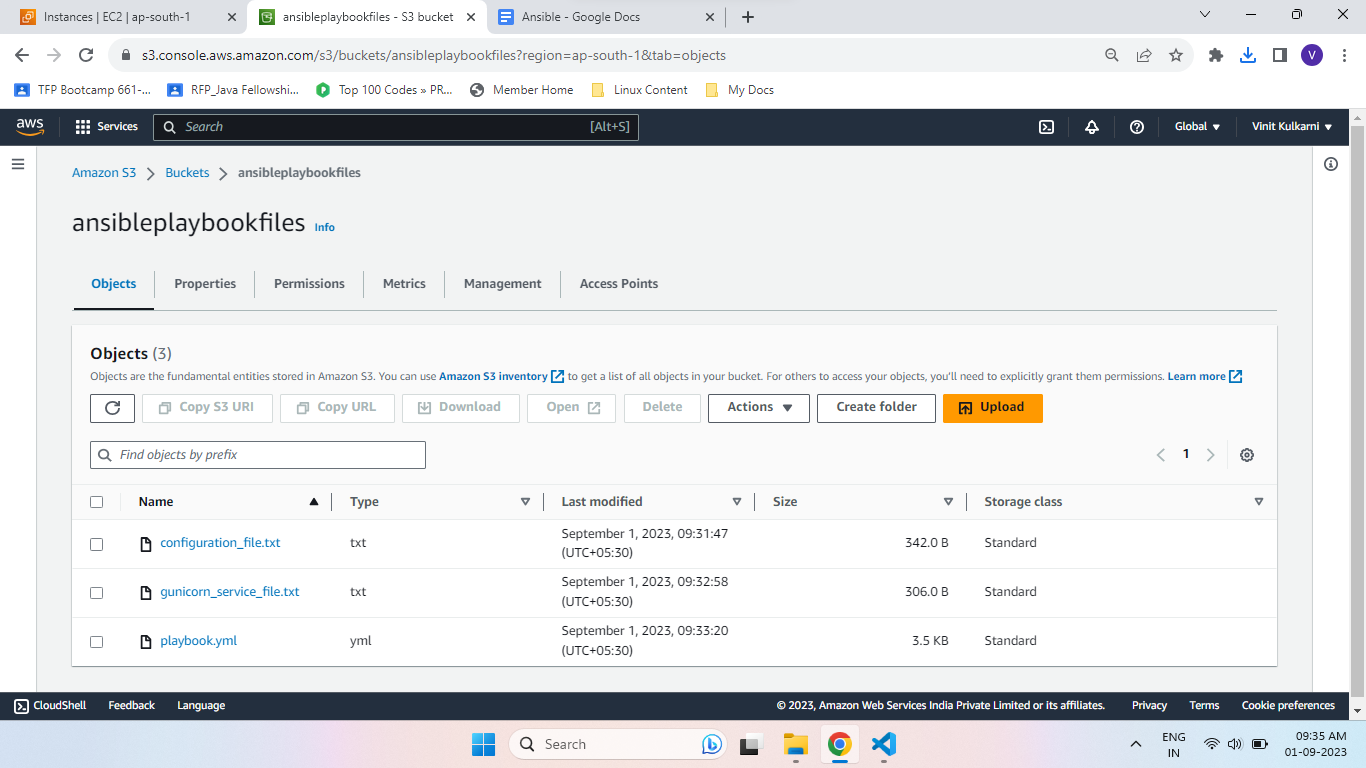 Instances | EC2 | ap-south-1
ansibleplaybookfiles - S3 bucket
Ansible - Google Docs
s3.console.aws.amazon.com/s3/buckets/ansibleplaybookfiles?region=ap-south-1&tab=objects
V
TFP Bootcamp 661-...
RFP_Java Fellowshi...
Top 100 Codes » PR...
Member Home
Linux Content
My Docs
aws
Services
Search
[Alt+S]
Global
Vinit Kulkarni
Amazon S3
Buckets
ansibleplaybookfiles
ansibleplaybookfiles Info
Objects
Properties
Permissions
Metrics
Management
Access Points
Objects (3)
Objects are the fundamental entities stored in Amazon S3. You can use Amazon S3 inventory to get a list of all objects in your bucket. For others to access your objects, you'll need to explicitly grant them permissions. Learn more
Copy S3 URI
Copy URL
Download
Open
Delete
Actions
Create folder
Upload
Find objects by prefix
1
Name
Type
Last modified
Size
Storage class
configuration_file.txt
txt
September 1, 2023, 09:31:47
(UTC+05:30)
342.0 B
Standard
gunicorn_service_file.txt
txt
September 1, 2023, 09:32:58
(UTC+05:30)
306.0 B
Standard
playbook.yml
yml
September 1, 2023, 09:33:20
(UTC+05:30)
3.5 KB
Standard
CloudShell
Feedback
Language
© 2023, Amazon Web Services India Private Limited or its affiliates.
Privacy
Terms
Cookie preferences
Search
ENG
IN
09:35 AM
01-09-2023